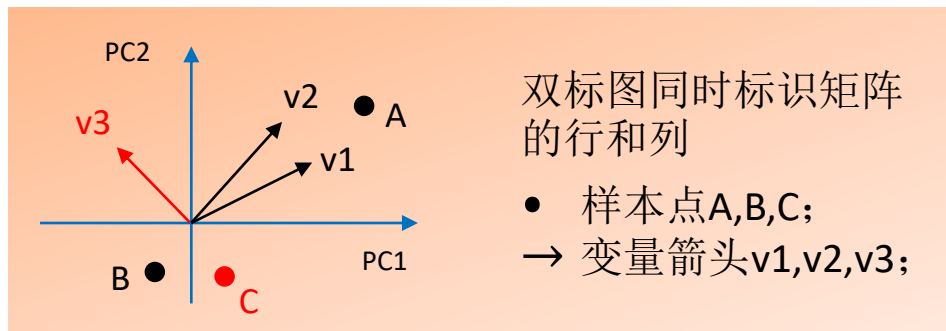 PC2
v3
v2
A
v1
B
C
PC1
双标图同时标识矩阵
的行和列
• 样本点A,B,C；
→ 变量箭头v1,v2,v3；